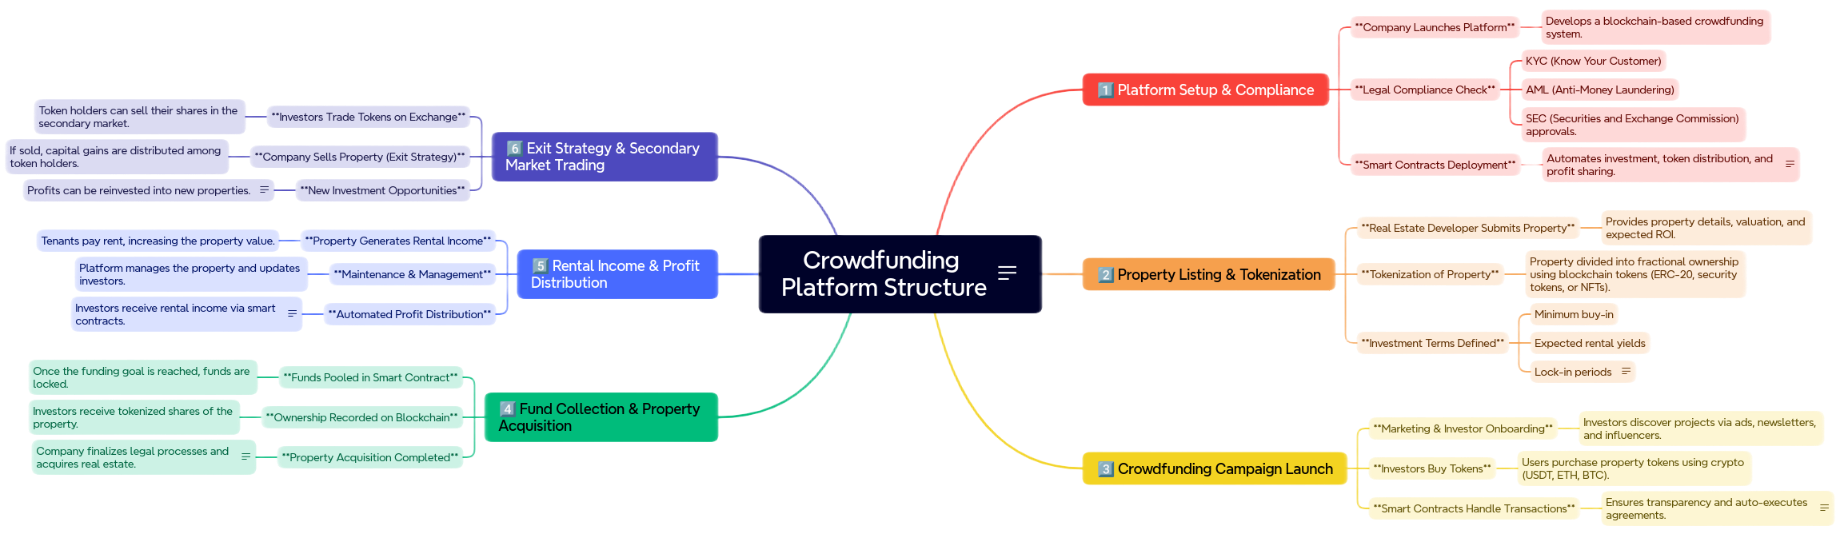 Crowdfunding
Platform Structure
1 Platform Setup & Compliance
**Company Launches Platform**
Develops a blockchain-based crowdfunding
system.
**Legal Compliance Check**
KYC (Know Your Customer)
AML (Anti-Money Laundering)
SEC (Securities and Exchange Commission)
approvals.
**Smart Contracts Deployment**
Automates investment, token distribution, and
profit sharing.
2 Property Listing & Tokenization
**Real Estate Developer Submits Property**
Provides property details, valuation, and
expected ROI.
**Tokenization of Property**
Property divided into fractional ownership
using blockchain tokens (ERC-20, security
tokens, or NFTs).
**Investment Terms Defined**
Minimum buy-in
Expected rental yields
Lock-in periods
3 Crowdfunding Campaign Launch
**Marketing & Investor Onboarding**
Investors discover projects via ads, newsletters,
and influencers.
**Investors Buy Tokens**
Users purchase property tokens using crypto
(USDT, ETH, BTC).
**Smart Contracts Handle Transactions**
Ensures transparency and auto-executes
agreements.
4 Fund Collection & Property
Acquisition
**Funds Pooled in Smart Contract**
Once the funding goal is reached, funds are
locked.
**Ownership Recorded on Blockchain**
Investors receive tokenized shares of the
property.
**Property Acquisition Completed**
Company finalizes legal processes and
acquires real estate.
5 Rental Income & Profit
Distribution
**Property Generates Rental Income**
Tenants pay rent, increasing the property value.
**Maintenance & Management**
Platform manages the property and updates
investors.
**Automated Profit Distribution**
Investors receive rental income via smart
contracts.
6 Exit Strategy & Secondary
Market Trading
**Investors Trade Tokens on Exchange**
Token holders can sell their shares in the
secondary market.
**Company Sells Property (Exit Strategy)**
If sold, capital gains are distributed among
token holders.
**New Investment Opportunities**
Profits can be reinvested into new properties.